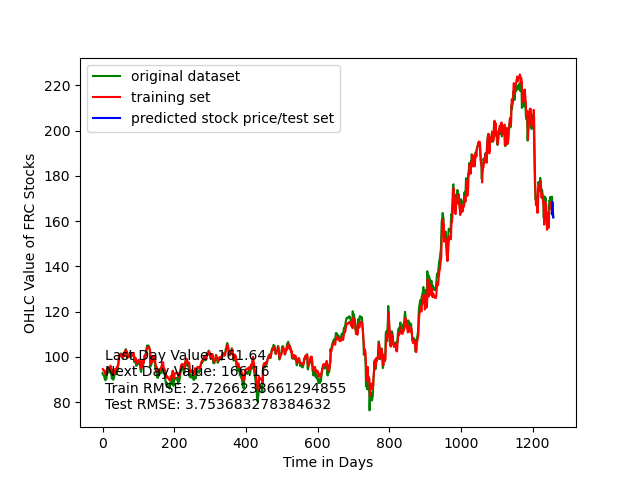 original dataset
training set
predicted stock price/test set
OHLC Value of FRC Stocks
220
200
180
160
140
120
100
80
Last Day Value: 161.64
Next Day Value: 166.16
Train RMSE: 2.72662238661294855
Test RMSE: 3.753683278384632
0 200 400 600 800 1000 1200
Time in Days